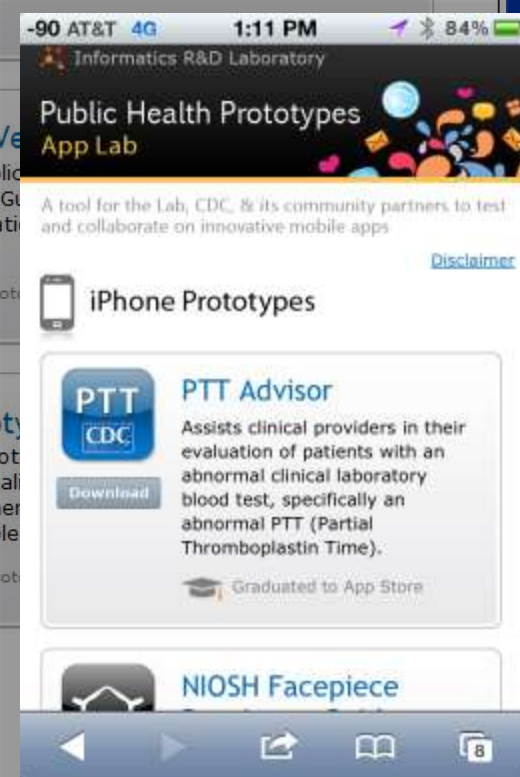 -90 AT&T 4G 1:11 PM 84%
Informatics R&D Laboratory
Public Health Prototypes
App Lab
A tool for the Lab, CDC, & its community partners to test
and collaborate on innovative mobile apps
Disclaimer
iPhone Prototypes
PTT
CDC
Download
PTT Advisor
Assists clinical providers in their
evaluation of patients with an
abnormal clinical laboratory
blood test, specifically an
abnormal PTT (Partial
Thromboplastin Time).
Graduated to App Store
NIOSH Facepiece
8